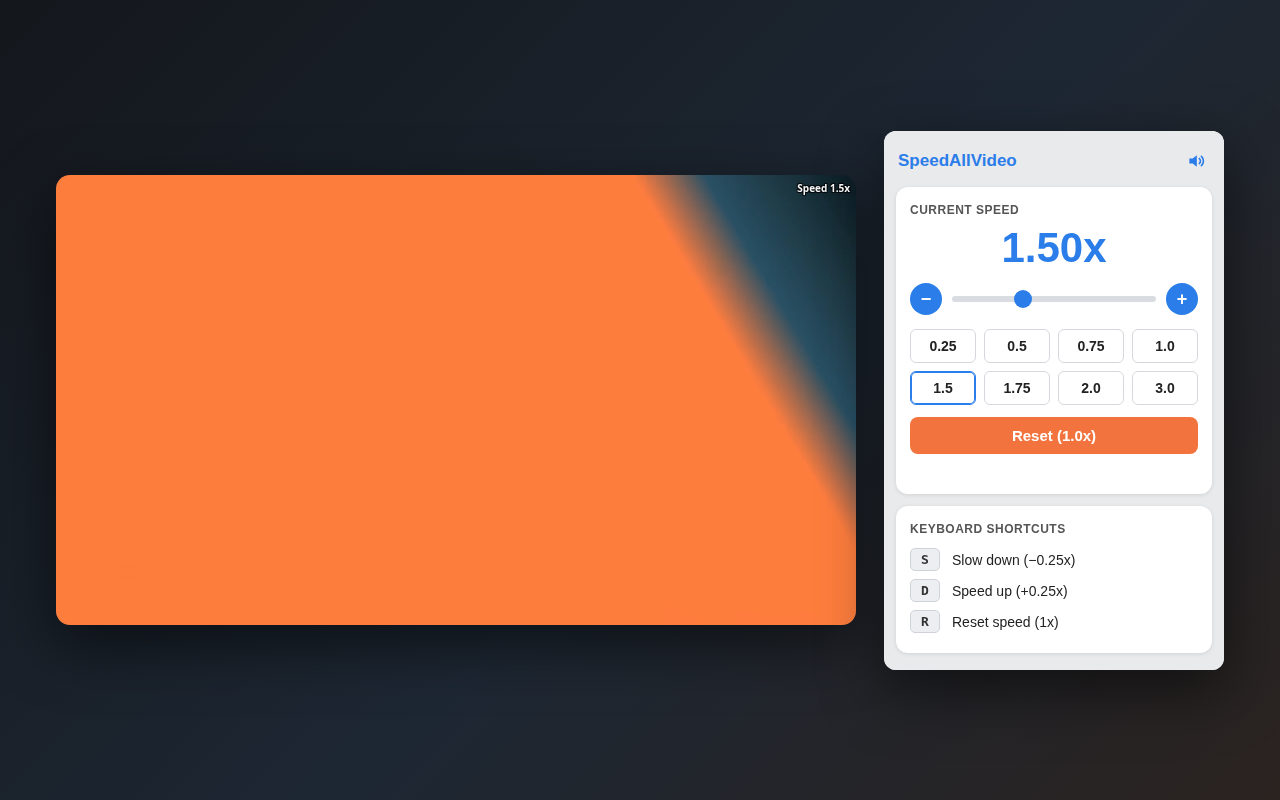 Speed 1.5x
SpeedAllVideo
CURRENT SPEED
1.50x
−
+
0.25 0.5 0.75 1.0
1.5 1.75 2.0 3.0
Reset (1.0x)
KEYBOARD SHORTCUTS
S Slow down (−0.25x)
D Speed up (+0.25x)
R Reset speed (1x)